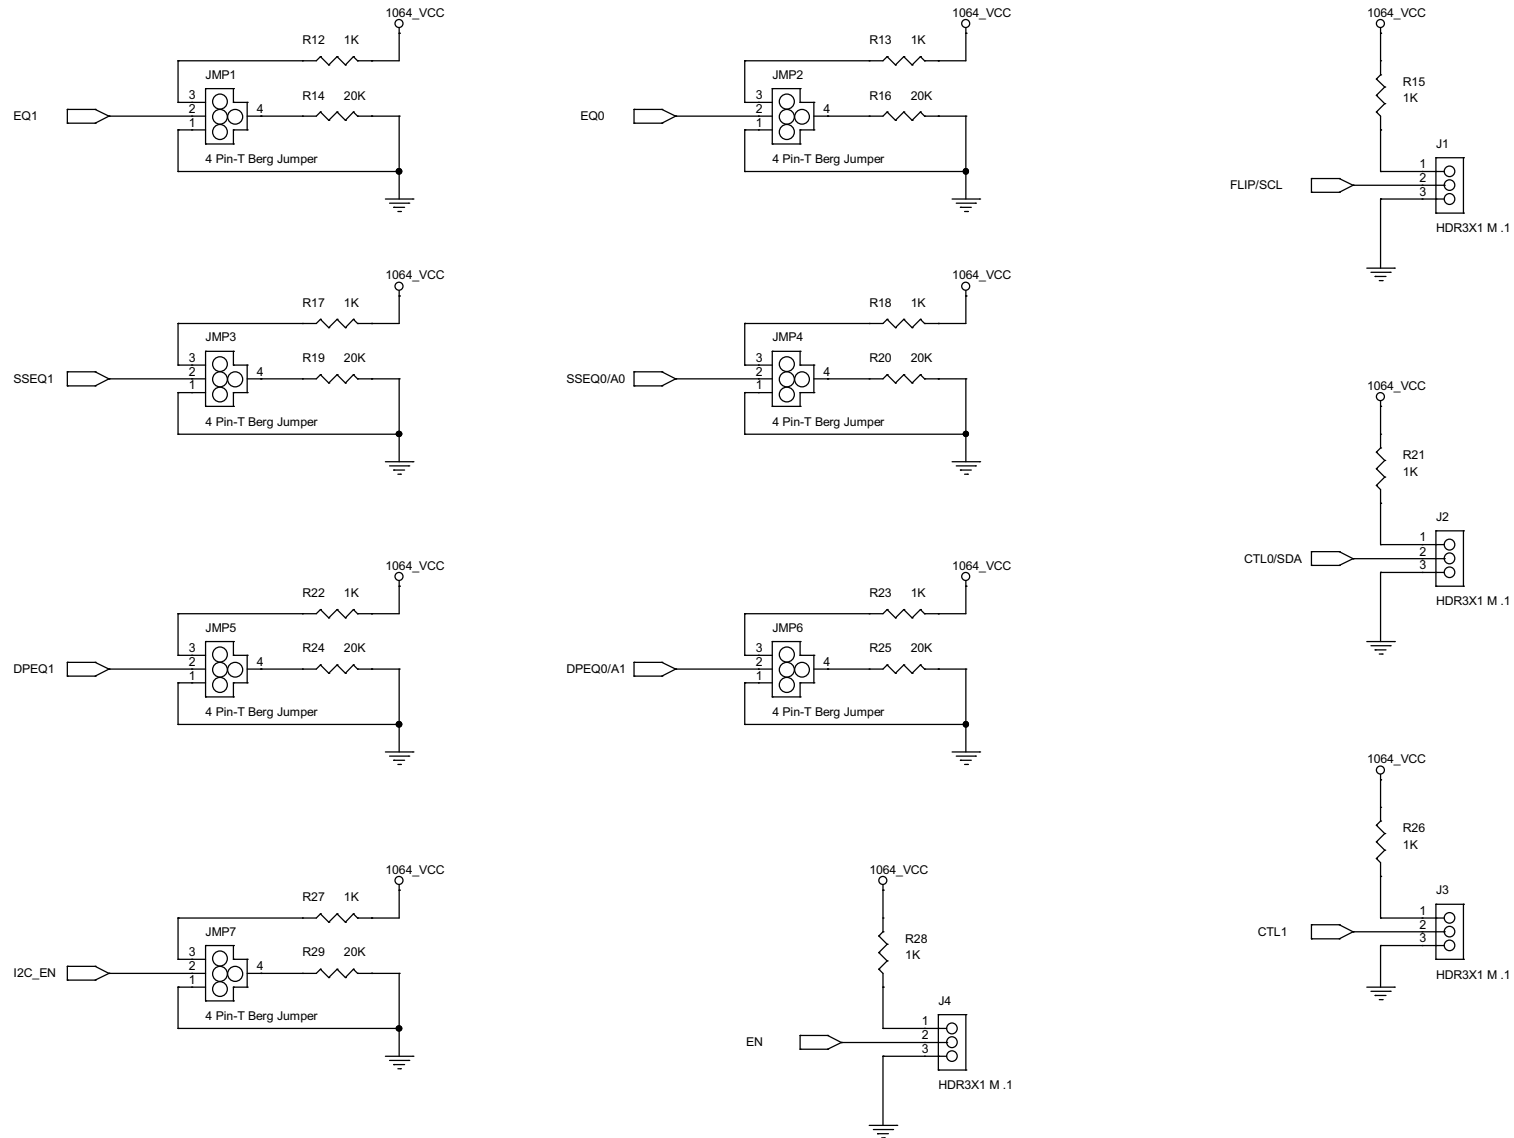 1064_VCC
R12 1K
JMP1
3
2
1
4
R14 20K
EQ1
4 Pin-T Berg Jumper
1064_VCC
R13 1K
JMP2
3
2
1
4
R16 20K
EQ0
4 Pin-T Berg Jumper
1064_VCC
R15
1K
J1
1
2
3
FLIP/SCL
HDR3X1 M .1
1064_VCC
R17 1K
JMP3
3
2
1
4
R19 20K
SSEQ1
4 Pin-T Berg Jumper
1064_VCC
R18 1K
JMP4
3
2
1
4
R20 20K
SSEQ0/A0
4 Pin-T Berg Jumper
1064_VCC
R21
1K
J2
1
2
3
CTL0/SDA
HDR3X1 M .1
1064_VCC
R22 1K
JMP5
3
2
1
4
R24 20K
DPEQ1
4 Pin-T Berg Jumper
1064_VCC
R23 1K
JMP6
3
2
1
4
R25 20K
DPEQ0/A1
4 Pin-T Berg Jumper
1064_VCC
R26
1K
J3
1
2
3
CTL1
HDR3X1 M .1
1064_VCC
R27 1K
JMP7
3
2
1
4
R29 20K
I2C_EN
4 Pin-T Berg Jumper
1064_VCC
R28
1K
J4
1
2
3
EN
HDR3X1 M .1